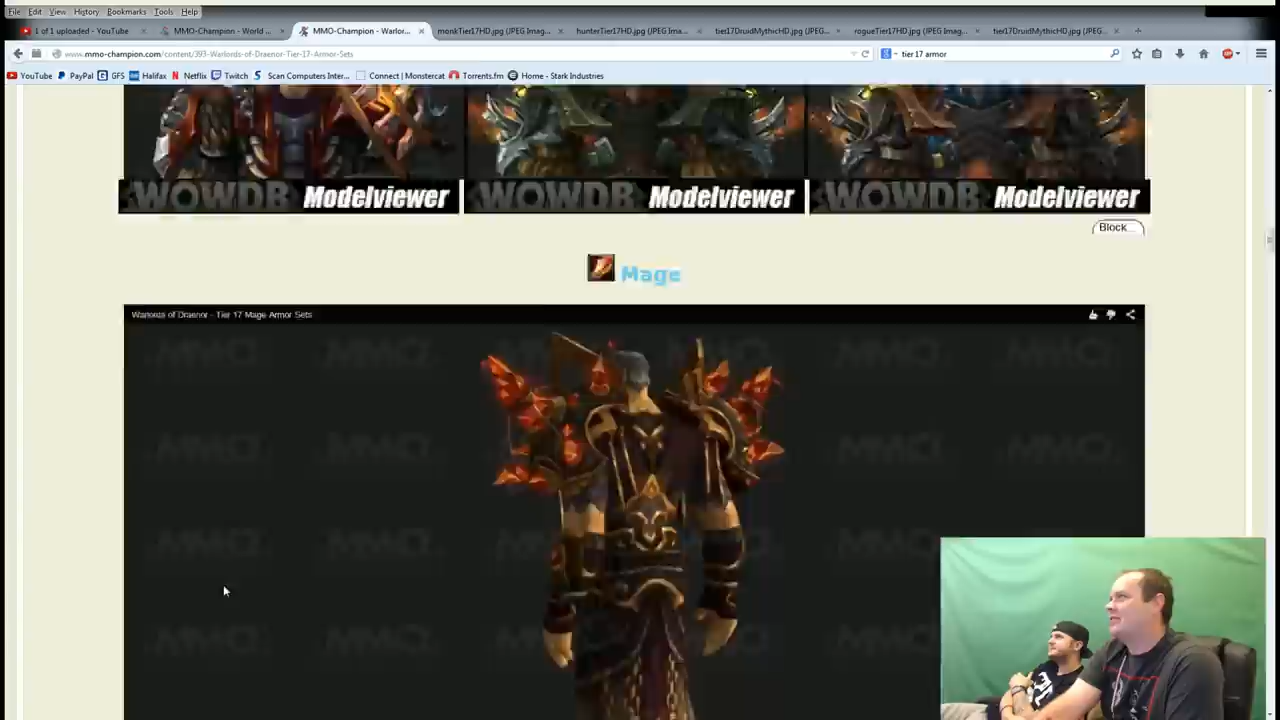 File Edit View History Bookmarks Tools Help
1 of 1 uploaded - YouTube
MMO-Champion - World ...
MMO-Champion - Warlor...
monkTier17HD.jpg (JPEG Imag...
hunterTier17HD.jpg (JPEG Ima...
tier17DruidMythicHD.jpg (JPE...
rogueTier17HD.jpg (JPEG Imag...
tier17DruidMythicHD.jpg (JPE...
www.mmo-champion.com/content/393-Warlords-of-Draenor-Tier-17-Armor-Sets
tier 17 armor
YouTube PayPal GFS Halifax Netflix Twitch Scan Computers Inter... Connect | Monstercat Torrents.fm Home - Stark Industries
WOWDB Modelviewer
WOWDB Modelviewer
WOWDB Modelviewer
Block...
Mage
Warlords of Draenor - Tier 17 Mage Armor Sets